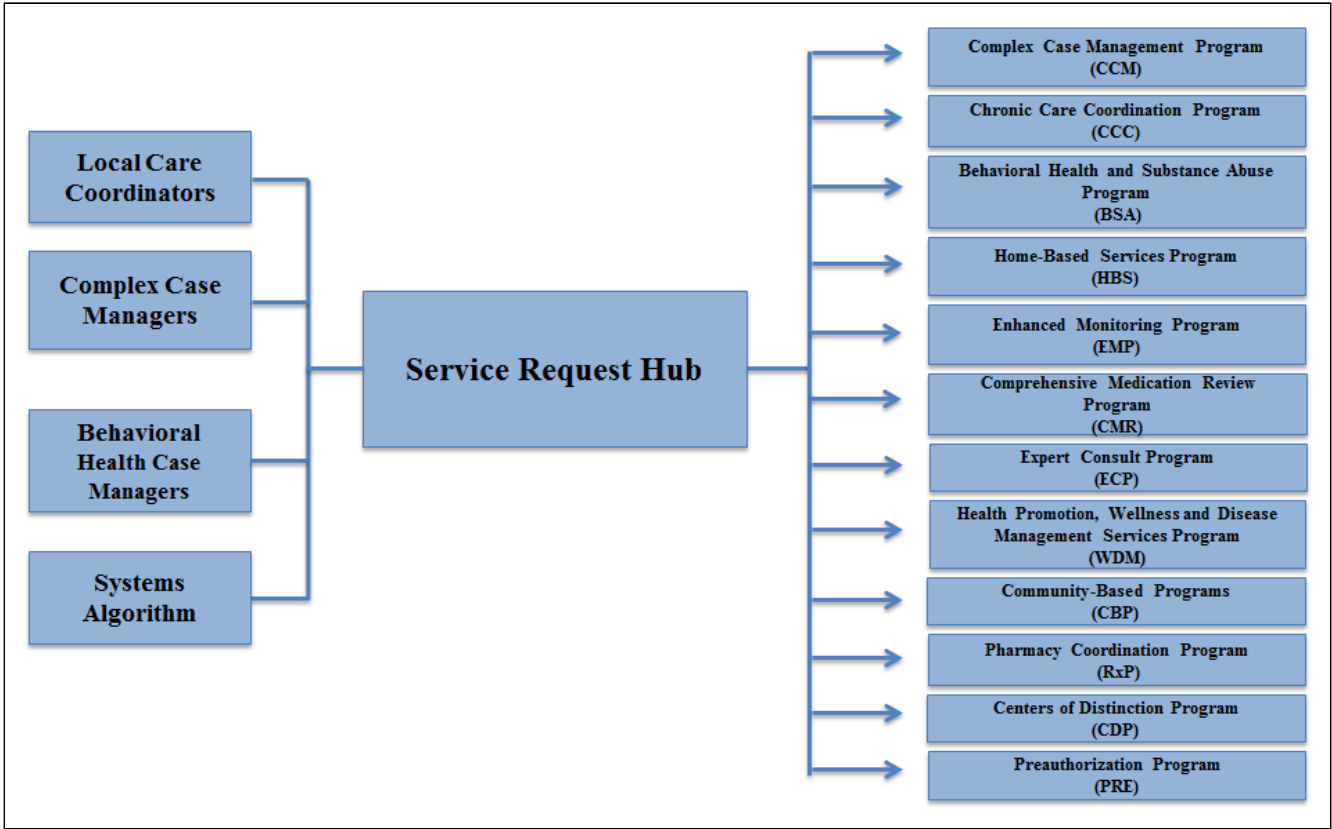 Local Care
Coordinators
Complex Case
Managers
Behavioral
Health Case
Managers
Systems
Algorithm
Service Request Hub
Complex Case Management Program
(CCM)
Chronic Care Coordination Program
(CCC)
Behavioral Health and Substance Abuse
Program
(BSA)
Home-Based Services Program
(HBS)
Enhanced Monitoring Program
(EMP)
Comprehensive Medication Review
Program
(CMR)
Expert Consult Program
(ECP)
Health Promotion, Wellness and Disease
Management Services Program
(WDM)
Community-Based Programs
(CBP)
Pharmacy Coordination Program
(RxP)
Centers of Distinction Program
(CDP)
Preauthorization Program
(PRE)